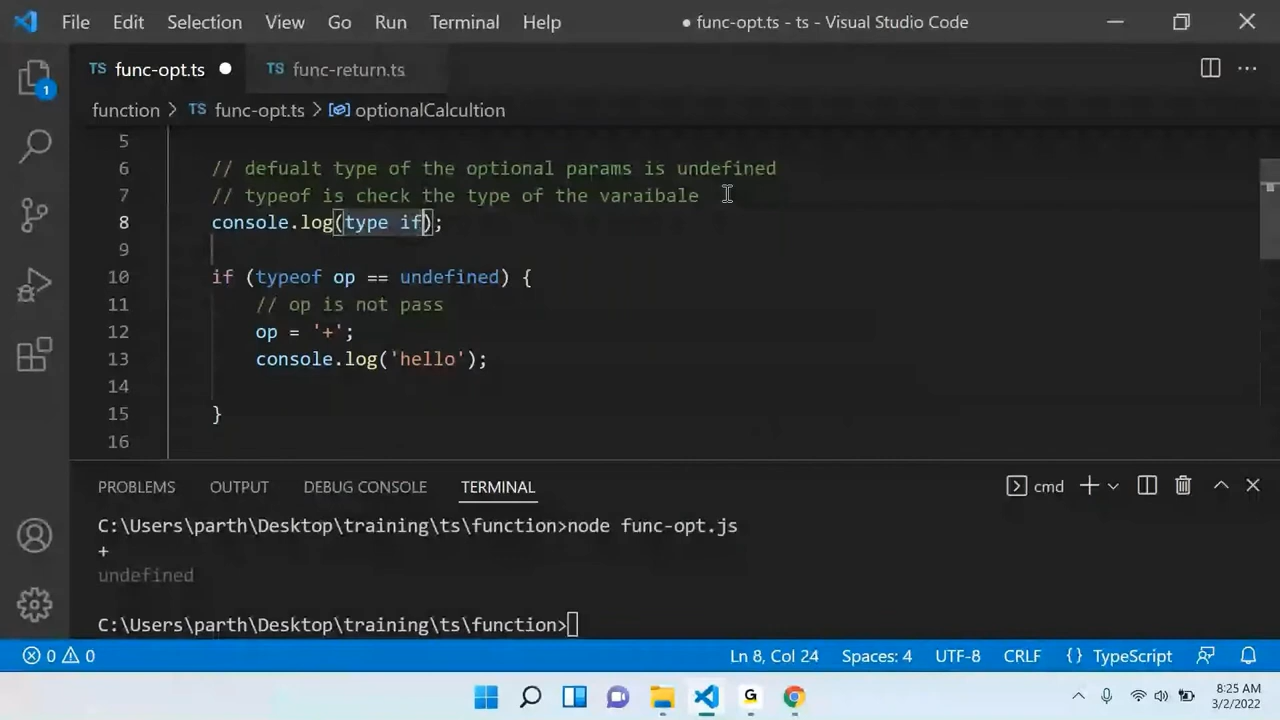 File Edit Selection View Go Run Terminal Help ● func-opt.ts - ts - Visual Studio Code
TS func-opt.ts ● TS func-return.ts
function > TS func-opt.ts > optionalCalcultion
5
6 // defualt type of the optional params is undefined
7 // typeof is check the type of the varaibale
8 console.log(type if);
9
10 if (typeof op == undefined) {
11 // op is not pass
12 op = '+';
13 console.log('hello');
14
15 }
16
PROBLEMS OUTPUT DEBUG CONSOLE TERMINAL cmd
C:\Users\parth\Desktop\training\ts\function>node func-opt.js
+
undefined
C:\Users\parth\Desktop\training\ts\function>
0 0 Ln 8, Col 24 Spaces: 4 UTF-8 CRLF {} TypeScript
8:25 AM
3/2/2022
1
G